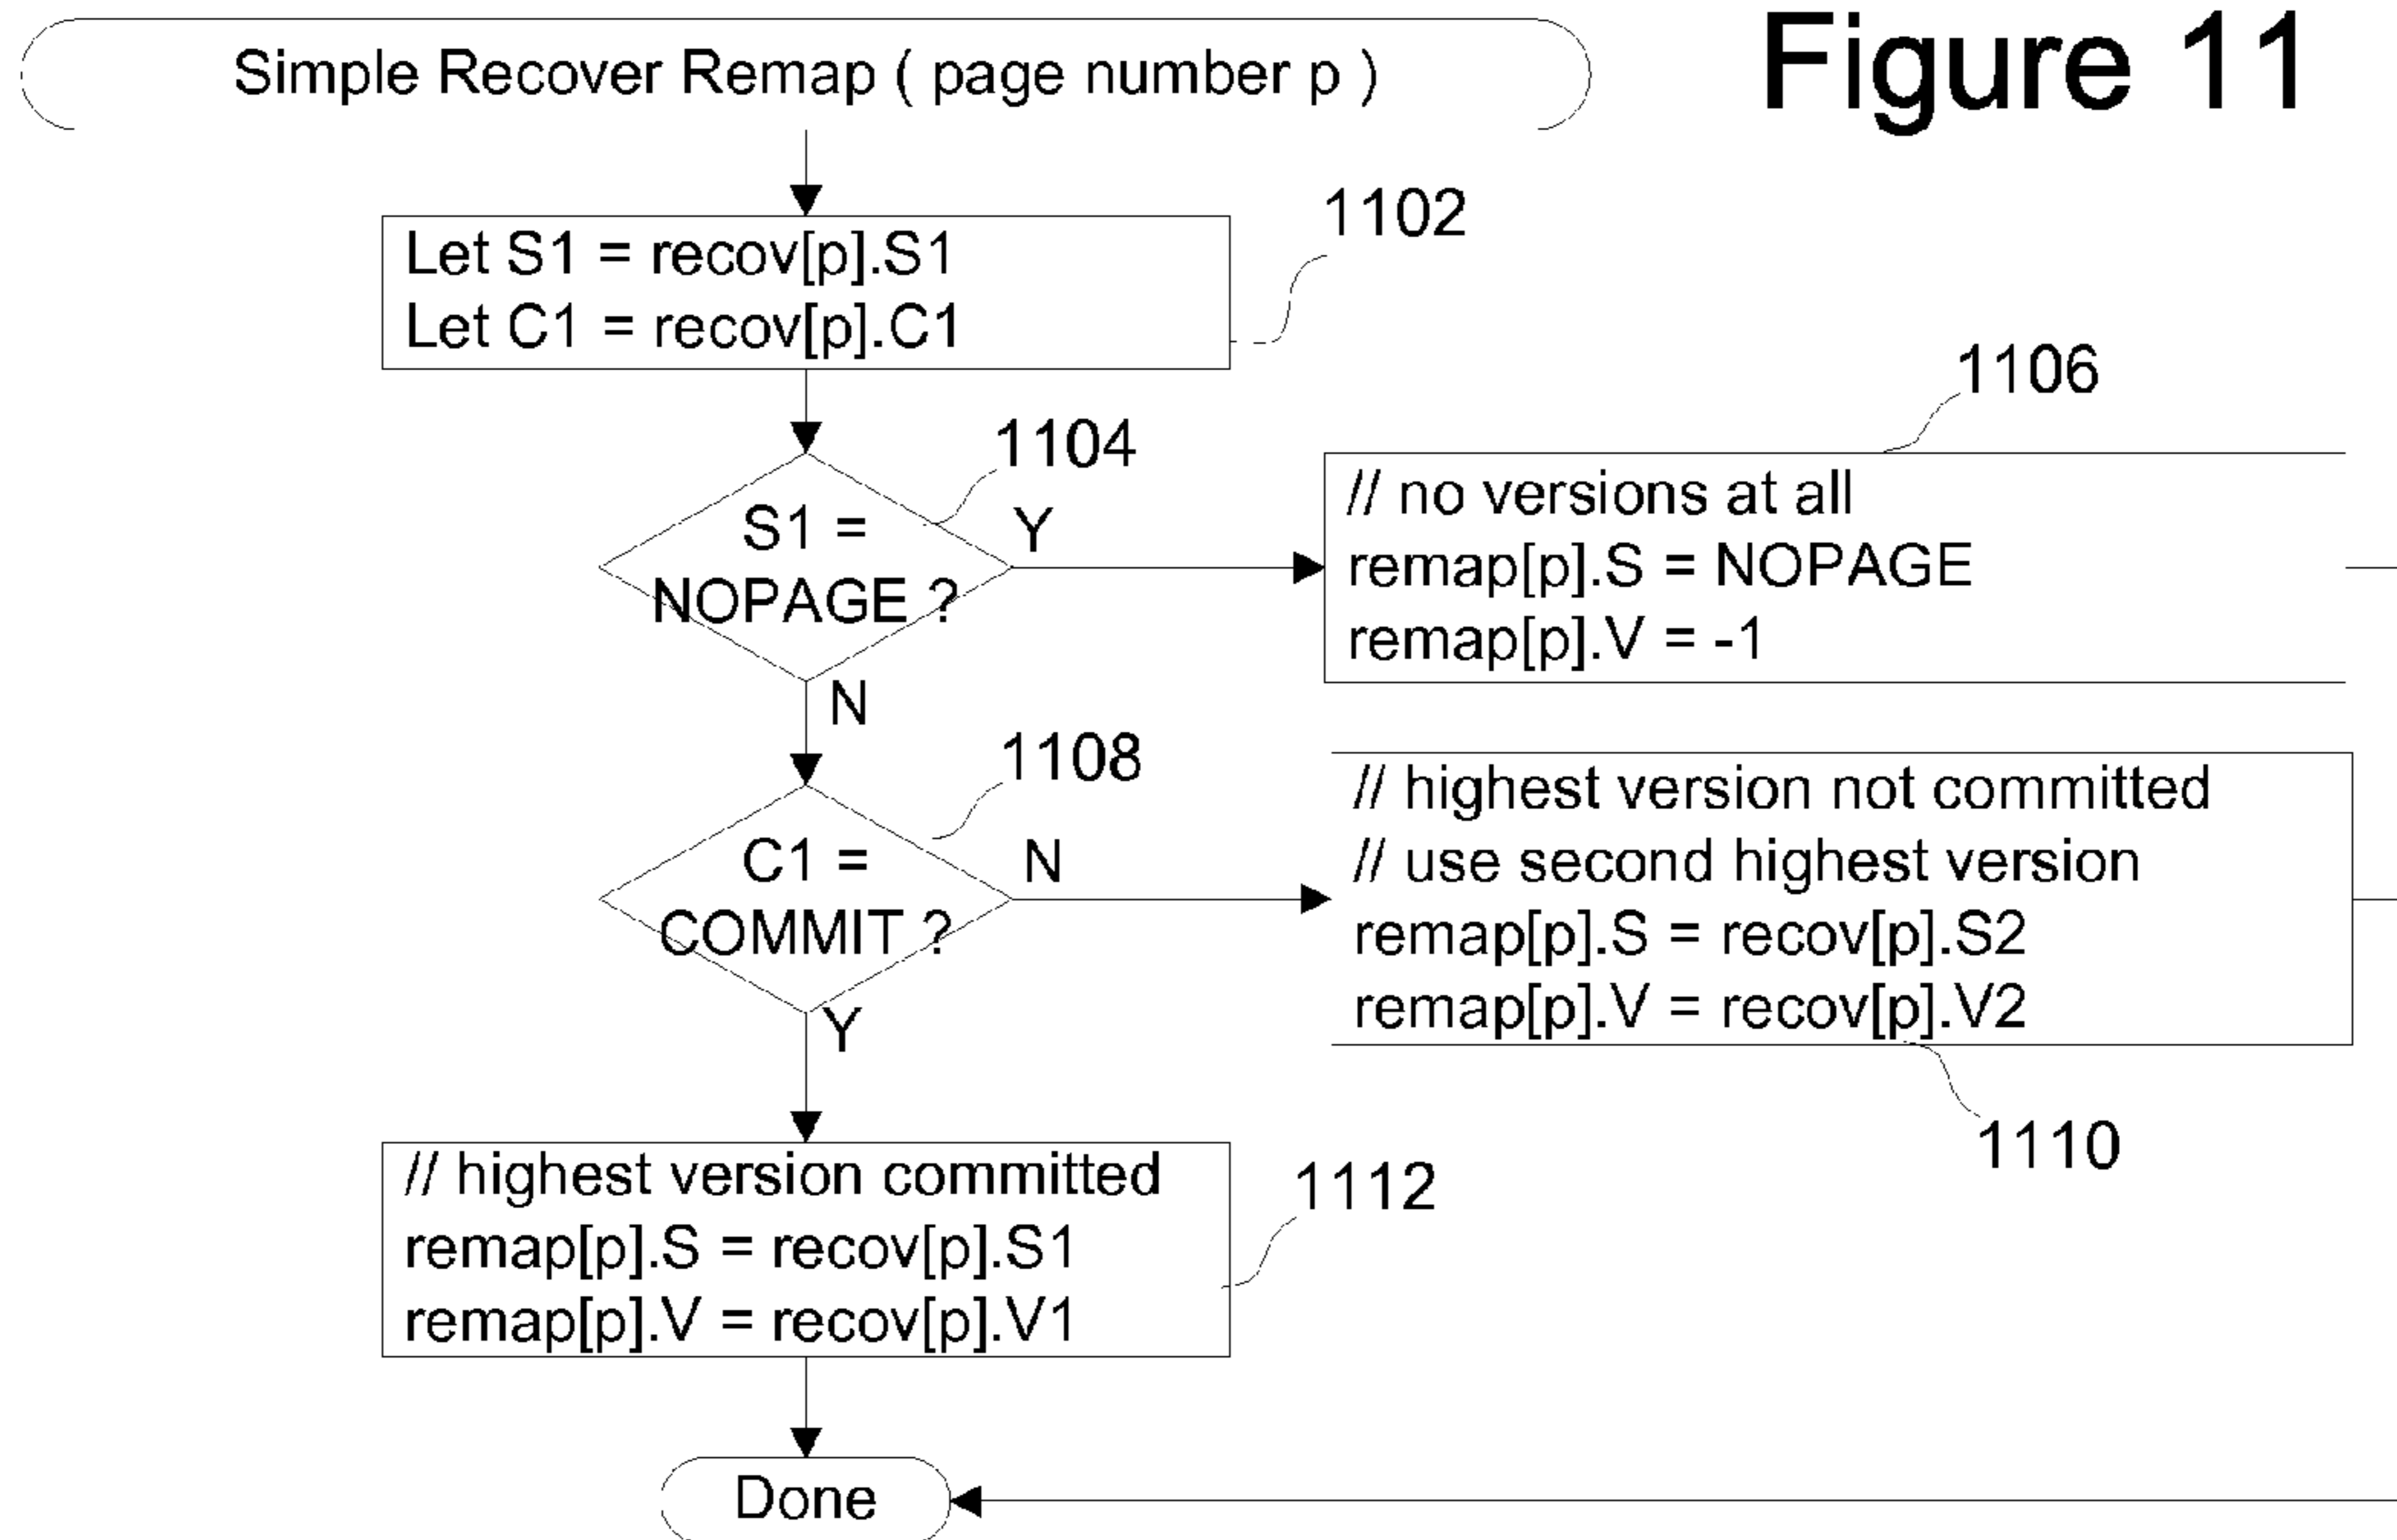 Figure 11
Simple Recover Remap ( page number p )
1102
Let S1 = recov[p].S1
Let C1 = recov[p].C1
1104
S1 =
NOPAGE ?
Y
N
1106
// no versions at all
remap[p].S = NOPAGE
remap[p].V = -1
1108
C1 =
COMMIT ?
N
Y
// highest version not committed
// use second highest version
remap[p].S = recov[p].S2
remap[p].V = recov[p].V2
1110
// highest version committed
remap[p].S = recov[p].S1
remap[p].V = recov[p].V1
1112
Done